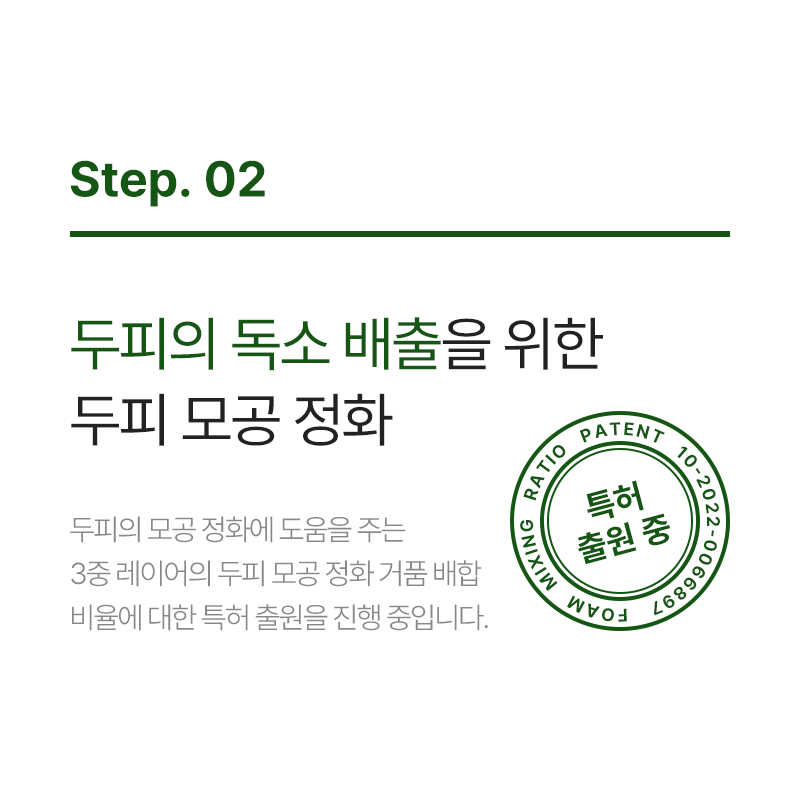 Step. 02
두피의 독소 배출을 위한
두피 모공 정화
두피의 모공 정화에 도움을 주는
3중 레이어의 두피 모공 정화 거품 배합
비율에 대한 특허 출원을 진행 중입니다.
FOAM MIXING RATIO PATENT 10-2022-0066897
특허
출원 중